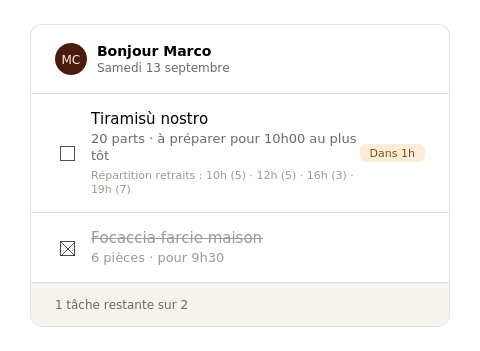 MC
Bonjour Marco
Samedi 13 septembre
Tiramisù nostro
20 parts · à préparer pour 10h00 au plus
tôt
Dans 1h
Répartition retraits : 10h (5) · 12h (5) · 16h (3) ·
19h (7)
Focaccia farcie maison
6 pièces · pour 9h30
1 tâche restante sur 2